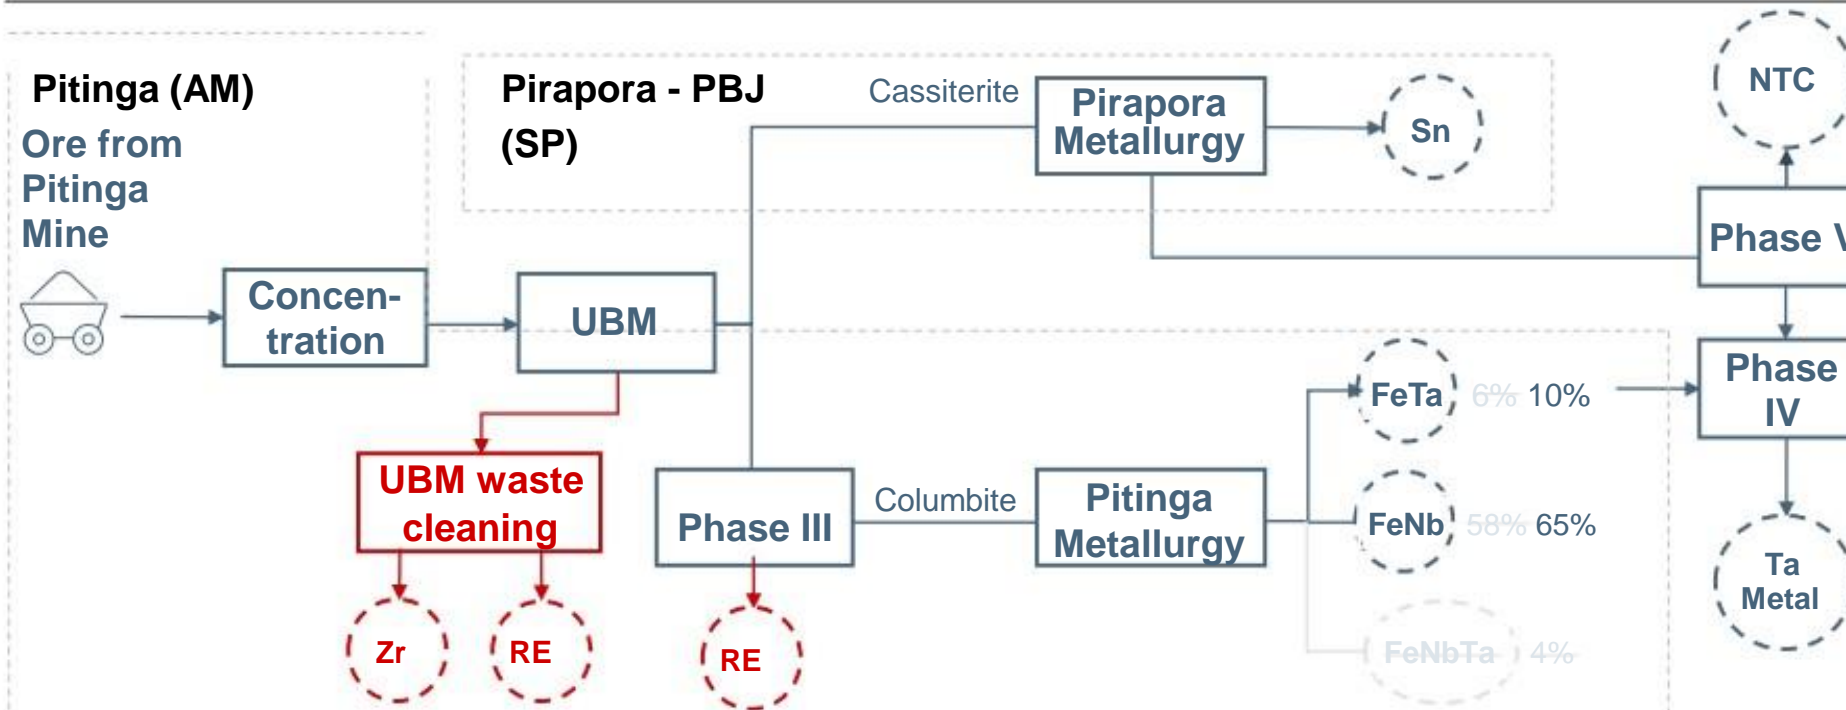 Pitinga (AM)
Ore from
Pitinga
Mine
Concen-
tration
UBM
UBM waste
cleaning
Zr
RE
Pirapora - PBJ
(SP)
Cassiterite
Pirapora
Metallurgy
Sn
Phase III
RE
Columbite
Pitinga
Metallurgy
FeTa 6% 10%
FeNb 58% 65%
FeNbTa 4%
NTC
Phase V
Phase
IV
Ta
Metal